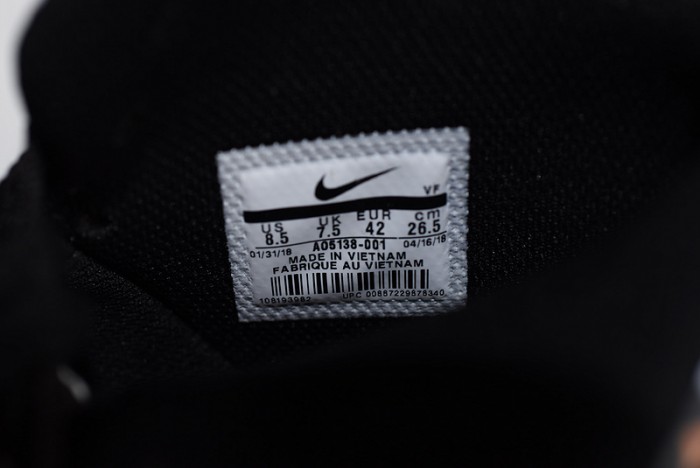 VF
US UK EUR cm
8.5 7.5 42 26.5
01/31/18 AO5138-001 04/16/18
MADE IN VIETNAM
FABRIQUE AU VIETNAM
108193962 UPC 00887229878340